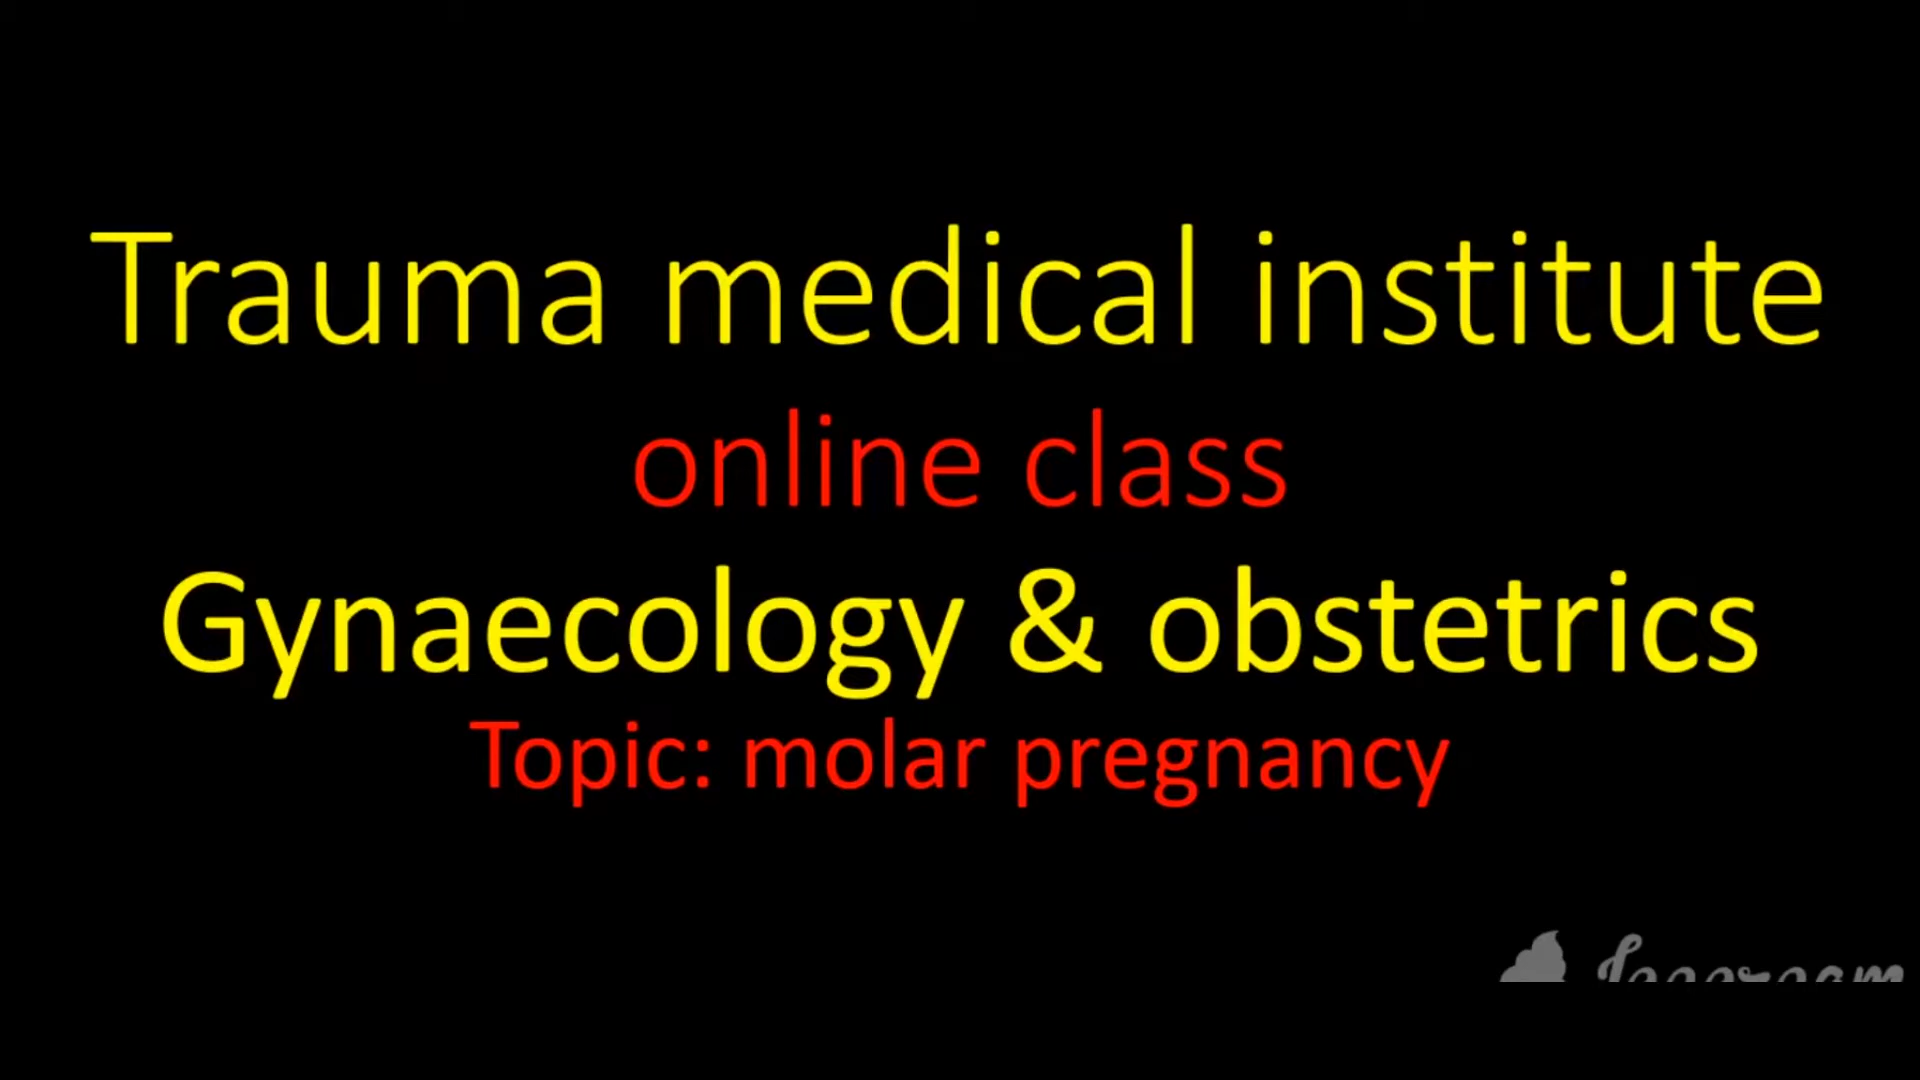 Trauma medical institute
online class
Gynaecology & obstetrics
Topic: molar pregnancy